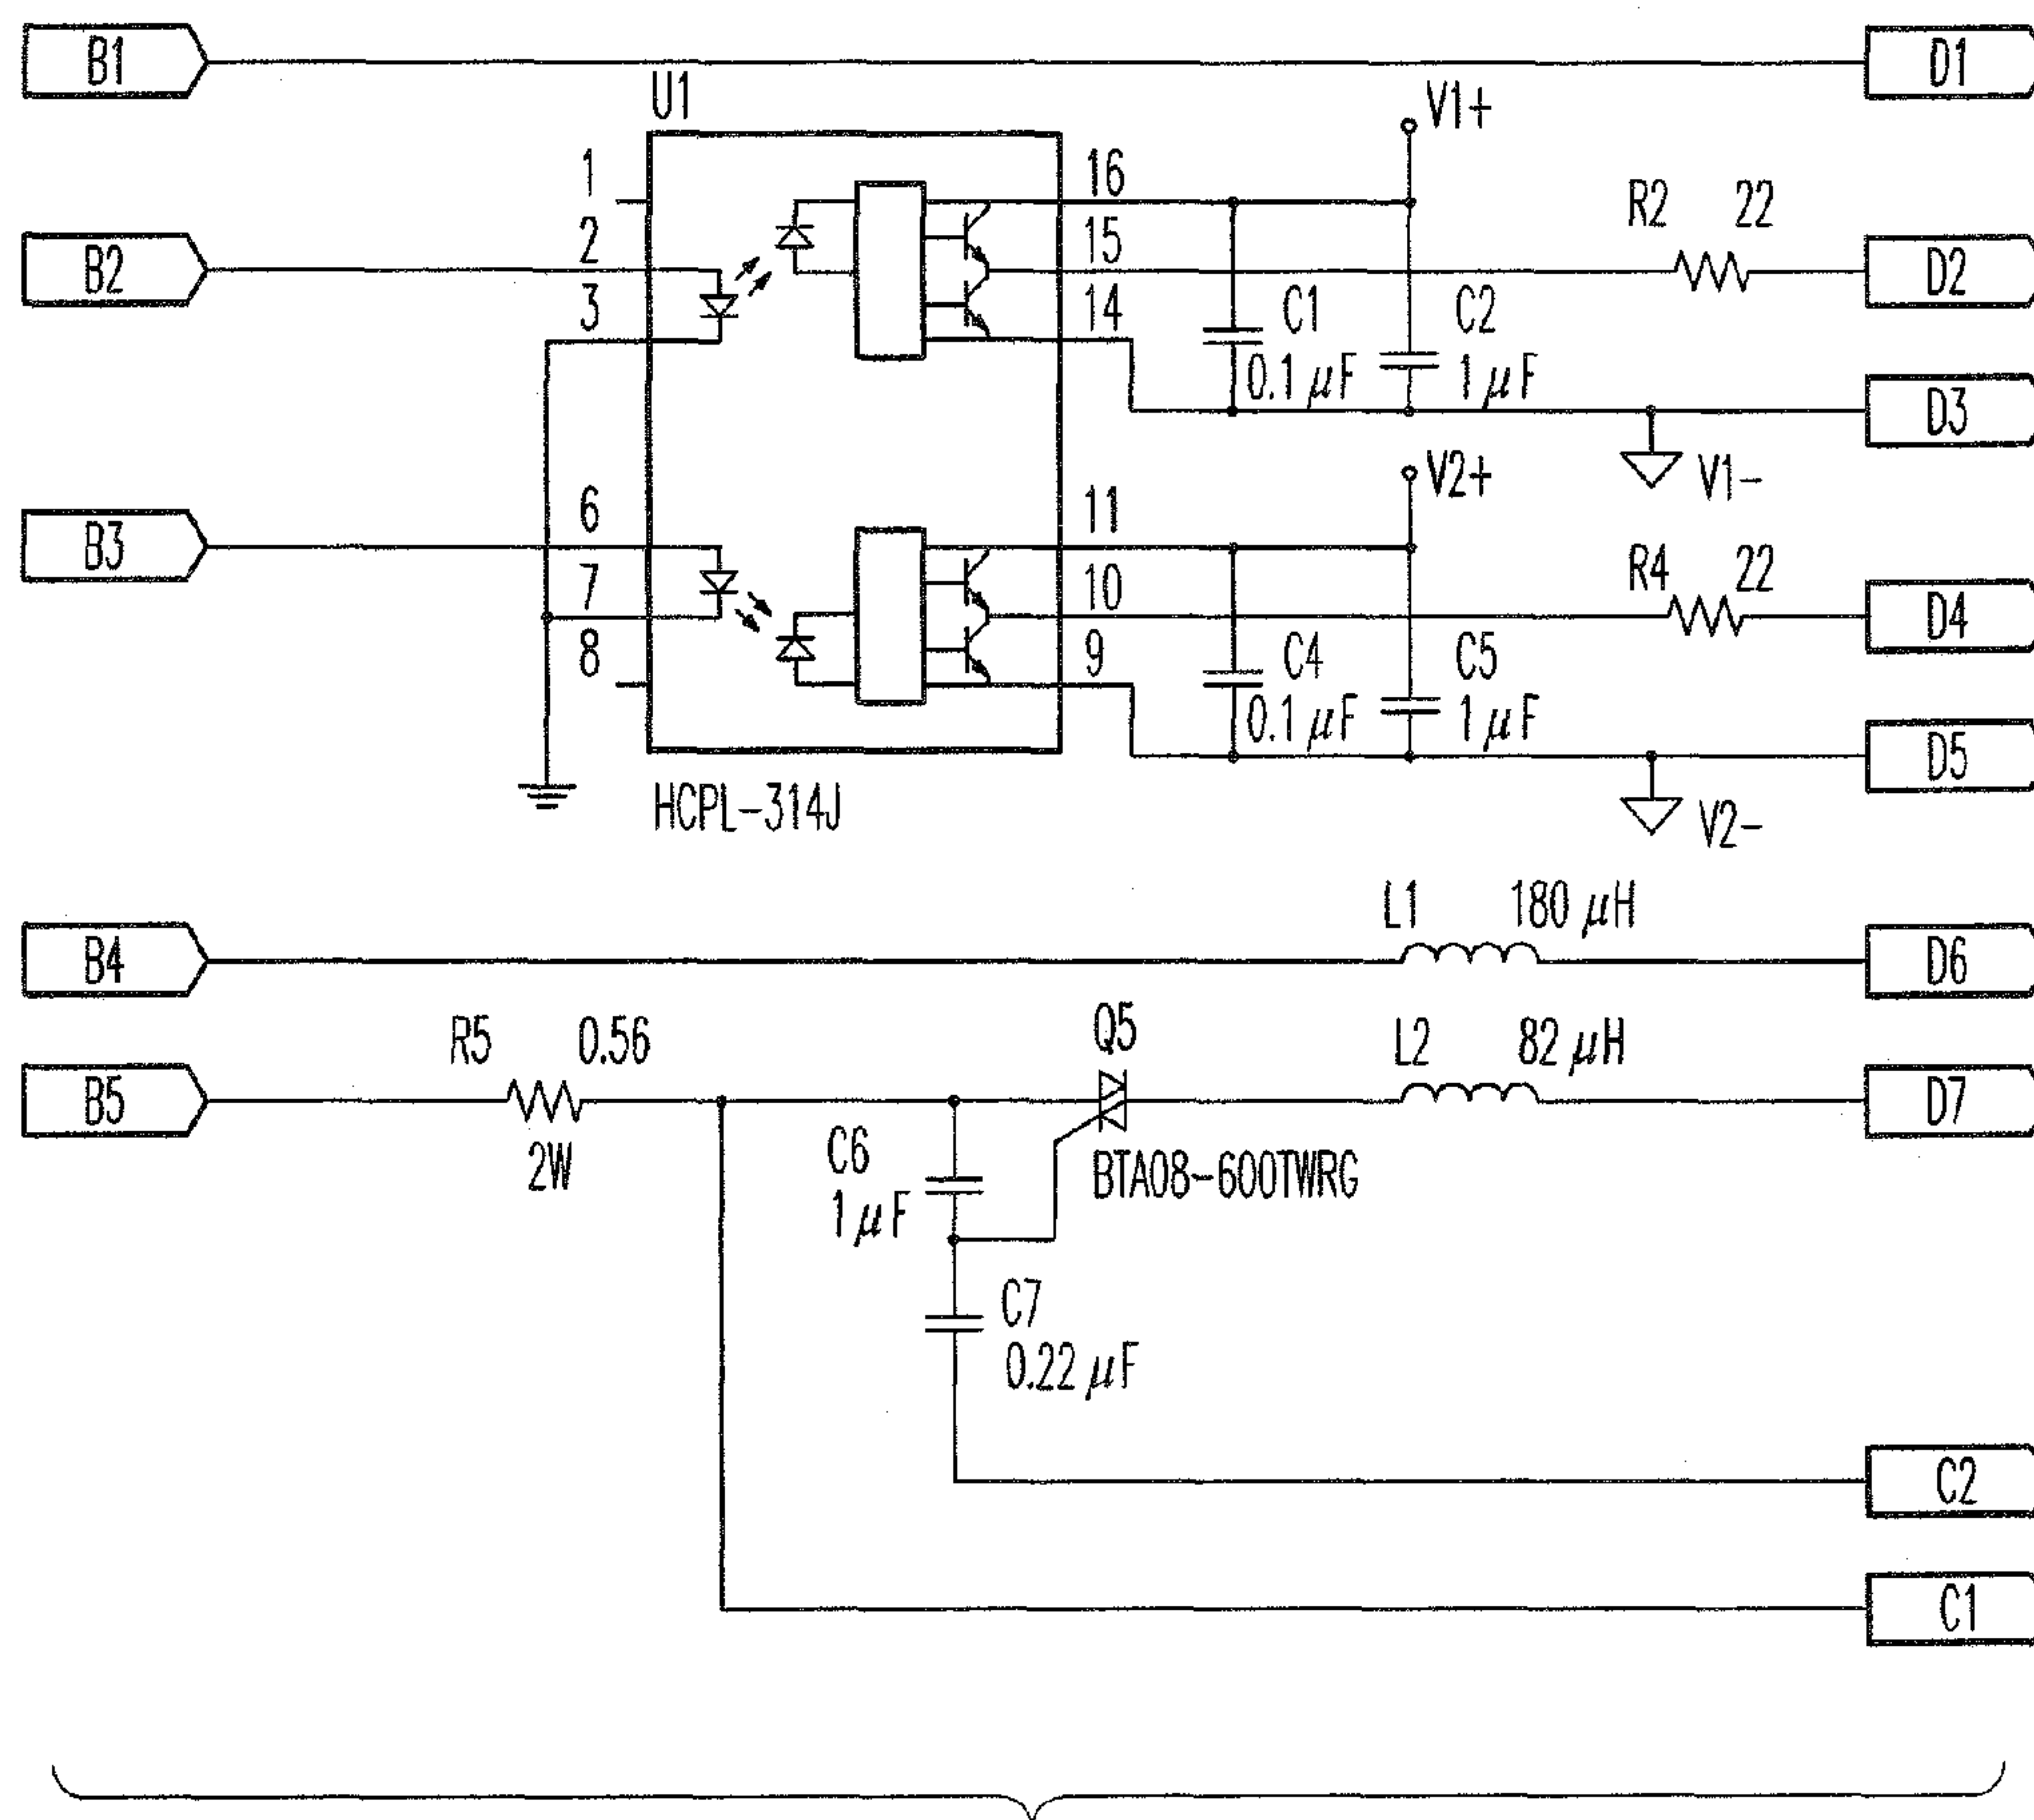 B1
D1
U1
V1+
1
16
R2 22
2
15
B2
D2
3
14
C1
C2
0.1 μF
1 μF
D3
V1-
V2+
6
11
B3
7
10
R4 22
D4
8
9
C4
C5
0.1 μF
1 μF
D5
HCPL-314J
V2-
L1 180 μH
B4
D6
R5 0.56
Q5
L2 82 μH
B5
D7
2W
C6
1 μF
BTA08-600TWRG
C7
0.22 μF
C2
C1